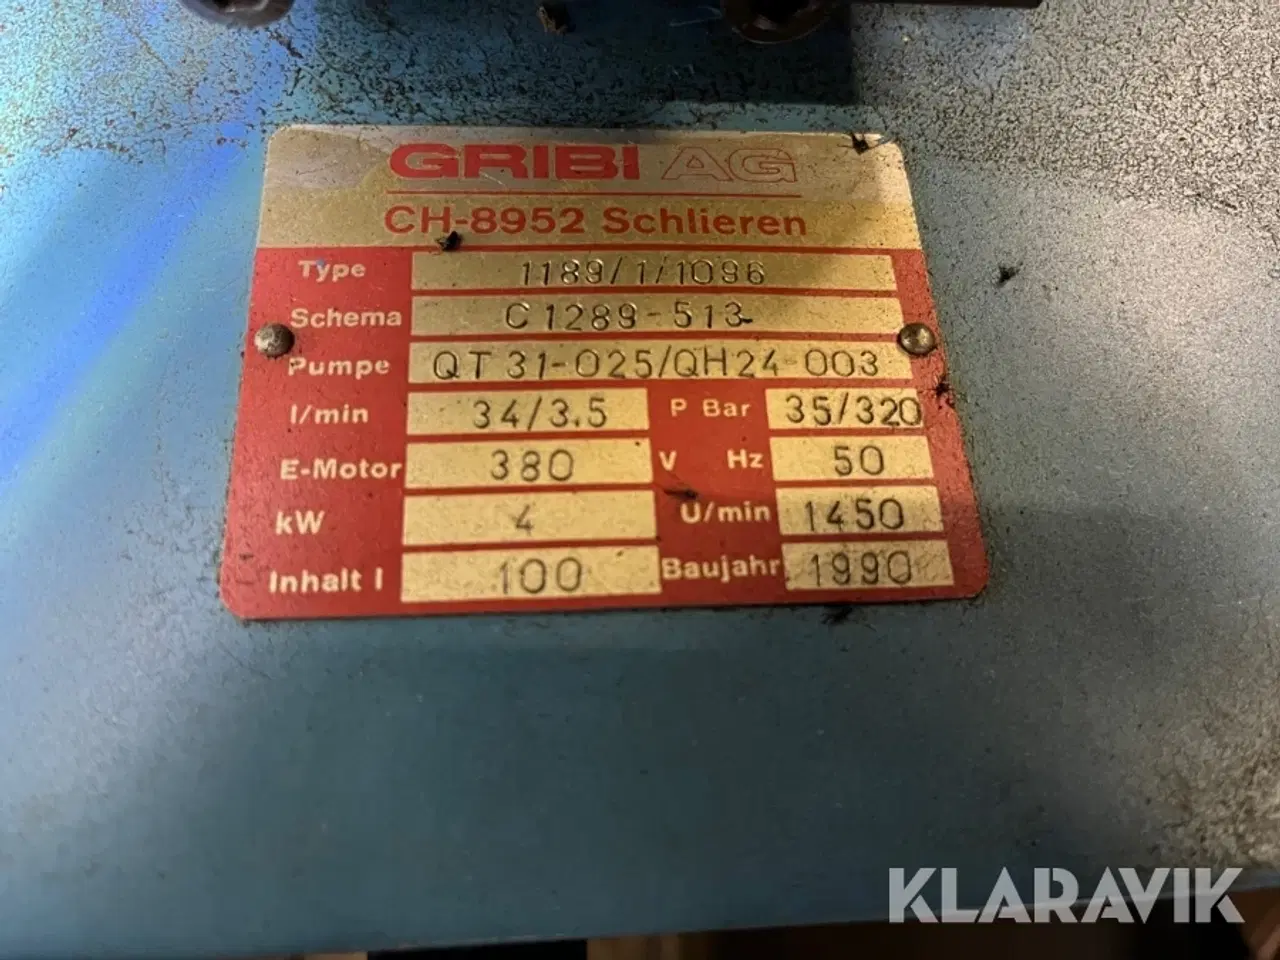 GRIBI AG
CH-8952 Schlieren
Type 1189/1/1096
Schema C1289-513
Pumpe QT 31-025/QH24-003
l/min 34/3.5 P Bar 35/320
E-Motor 380 V Hz 50
kW 4 U/min 1450
Inhalt l 100 Baujahr 1990
KLARAVIK